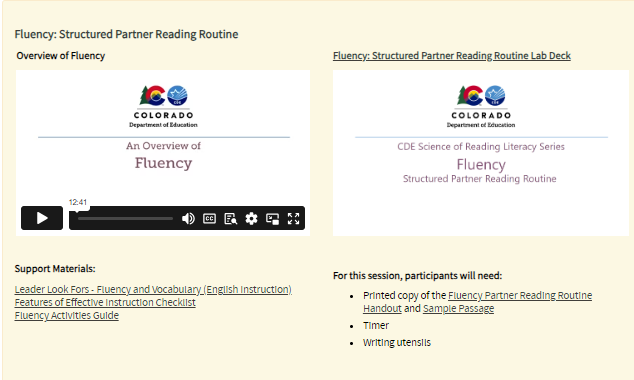 Fluency: Structured Partner Reading Routine
Overview of Fluency
COLORADO
Department of Education
An Overview of
Fluency
12:41
CC
Support Materials:
Leader Look Fors - Fluency and Vocabulary (English Instruction)
Features of Effective Instruction Checklist
Fluency Activities Guide
Fluency: Structured Partner Reading Routine Lab Deck
COLORADO
Department of Education
CDE Science of Reading Literacy Series
Fluency
Structured Partner Reading Routine
For this session, participants will need:
• Printed copy of the Fluency Partner Reading Routine
Handout and Sample Passage
• Timer
• Writing utensils